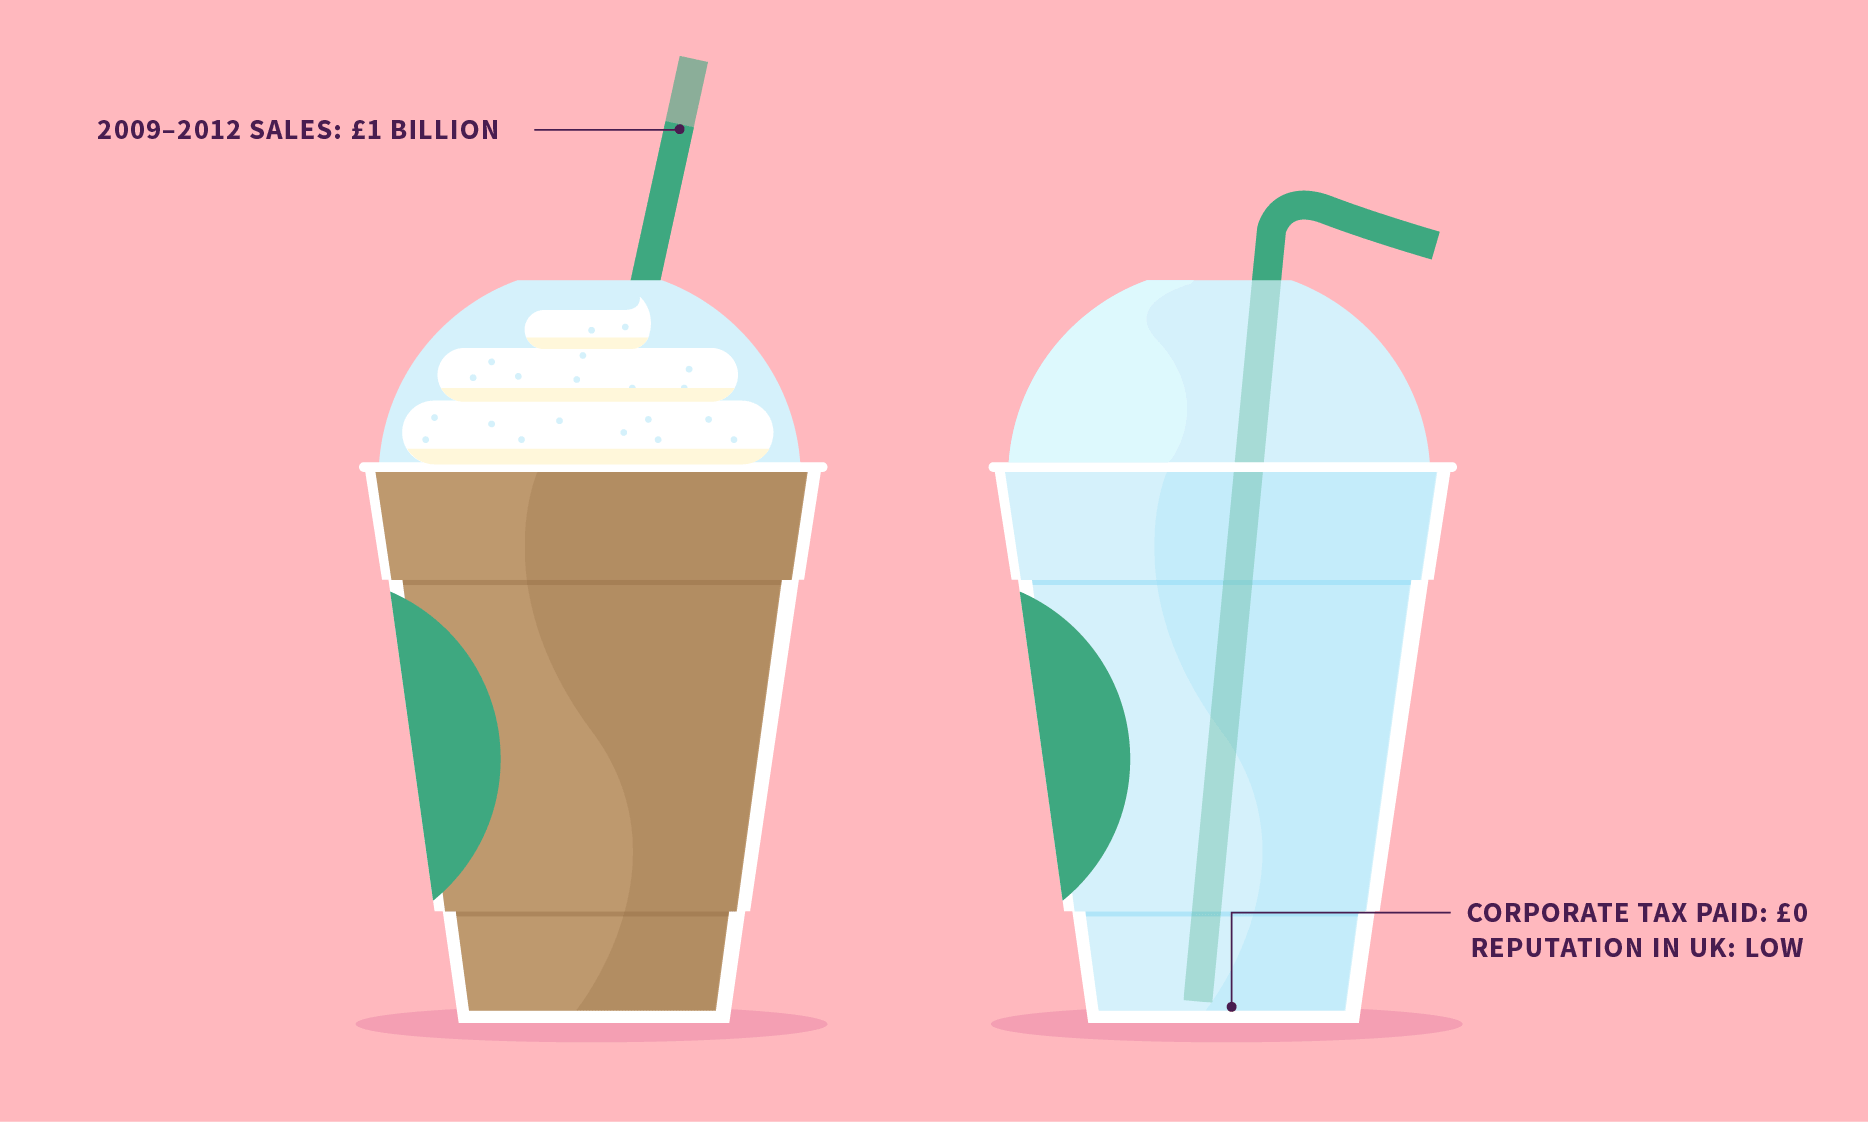 2009–2012 SALES: £1 BILLION
CORPORATE TAX PAID: £0
REPUTATION IN UK: LOW